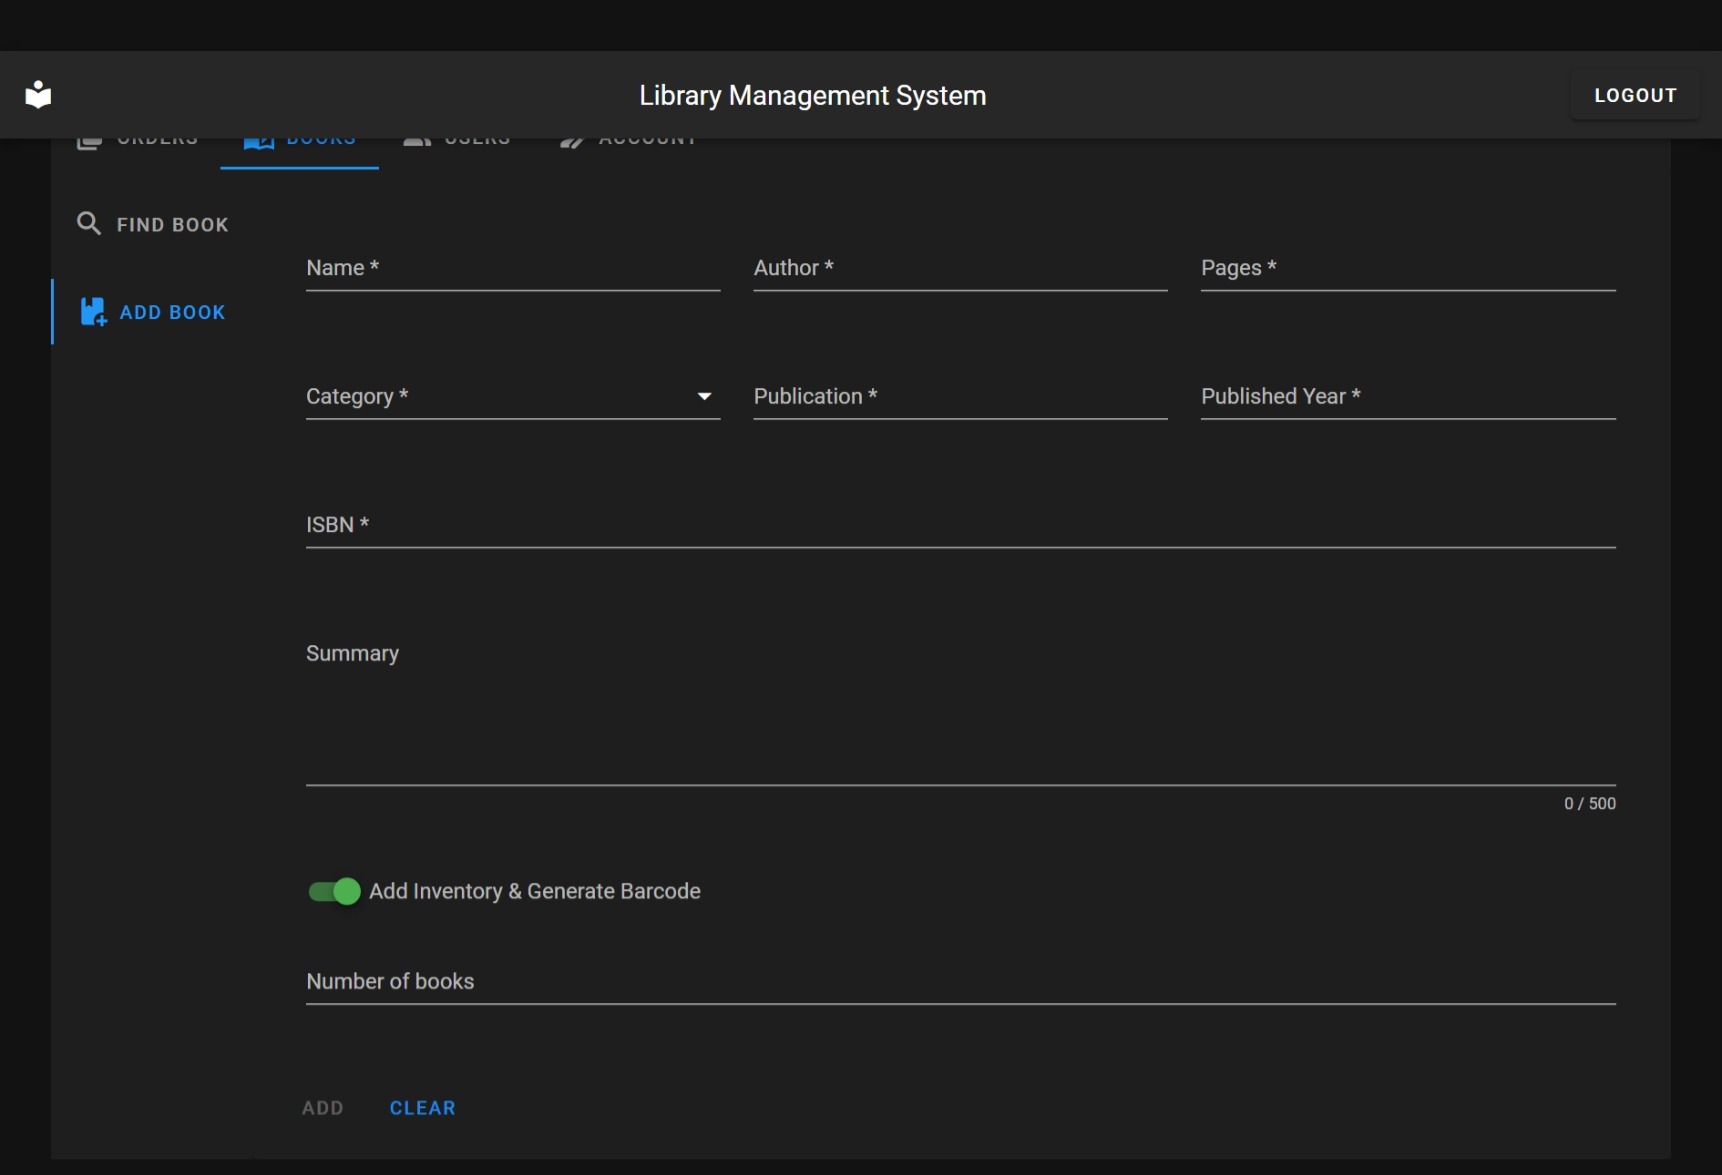 Library Management System
LOGOUT
ORDERS BOOKS USERS ACCOUNT
FIND BOOK
ADD BOOK
Name * Author * Pages *
Category * Publication * Published Year *
ISBN *
Summary
0 / 500
Add Inventory & Generate Barcode
Number of books
ADD CLEAR